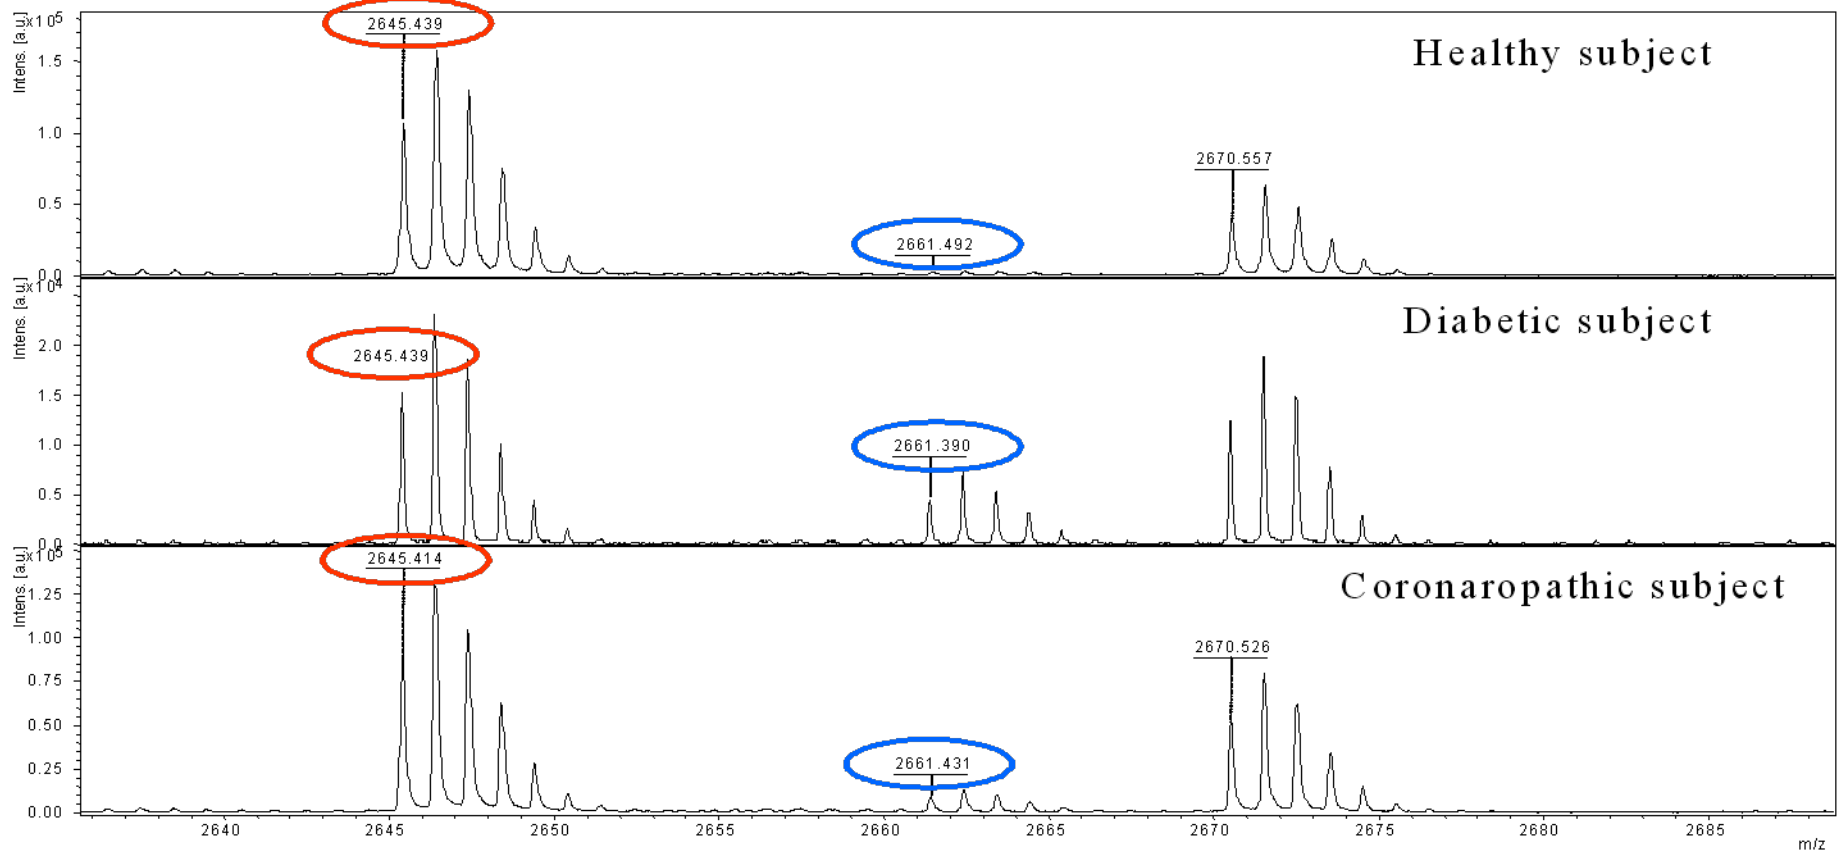 x10⁵
2645.439
Healthy subject
Intens. [a.u.]
1.5
1.0
2670.557
0.5
2661.492
0.0
x10⁴
Diabetic subject
Intens. [a.u.]
2.0
2645.439
1.5
1.0
2661.390
0.5
0.0
x10⁵
2645.414
Coronaropathic subject
Intens. [a.u.]
1.25
1.00
2670.526
0.75
0.50
2661.431
0.25
0.00
2640 2645 2650 2655 2660 2665 2670 2675 2680 2685
m/z